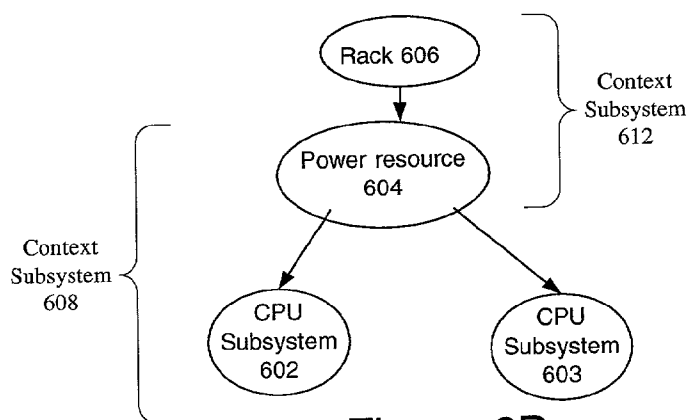 Rack 606
Context
Subsystem
612
Power resource
604
Context
Subsystem
608
CPU
Subsystem
602
CPU
Subsystem
603